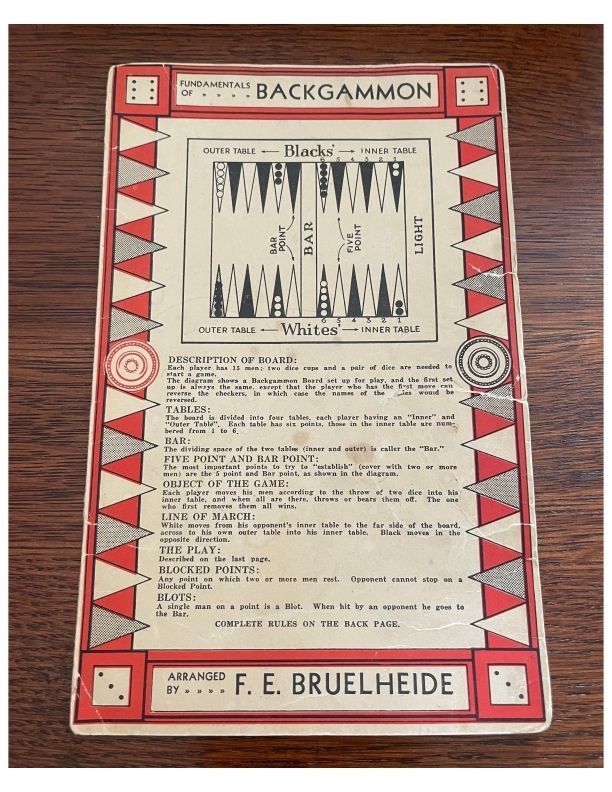 FUNDAMENTALS
OF » » » » BACKGAMMON
OUTER TABLE ← Blacks' → INNER TABLE
6 5 4 3 2 1
BAR
POINT
BAR
FIVE
POINT
LIGHT
6 5 4 3 2 1
OUTER TABLE ← Whites' → INNER TABLE
DESCRIPTION OF BOARD:
Each player has 15 men; two dice cups and a pair of dice are needed to
start a game.
The diagram shows a Backgammon Board set up for play, and the first set
up is always the same, except that the player who has the first move can
reverse the checkers, in which case the names of the would be
reversed.
TABLES:
The board is divided into four tables, each player having an "Inner" and
"Outer Table". Each table has six points, those in the inner table are num-
bered from 1 to 6.
BAR:
The dividing space of the two tables (inner and outer) is caller the "Bar."
FIVE POINT AND BAR POINT:
The most important points to try to "establish" (cover with two or more
men) are the 5 point and Bar point, as shown in the diagram.
OBJECT OF THE GAME:
Each player moves his men according to the throw of two dice into his
inner table, and when all are there, throws or bears them off. The one
who first removes them all wins.
LINE OF MARCH:
White moves from his opponent's inner table to the far side of the board,
across to his own outer table into his inner table. Black moves in the
opposite direction.
THE PLAY:
Described on the last page.
BLOCKED POINTS:
Any point on which two or more men rest. Opponent cannot stop on a
Blocked Point.
BLOTS:
A single man on a point is a Blot. When hit by an opponent he goes to
the Bar.
COMPLETE RULES ON THE BACK PAGE.
ARRANGED
BY » » » » F. E. BRUELHEIDE